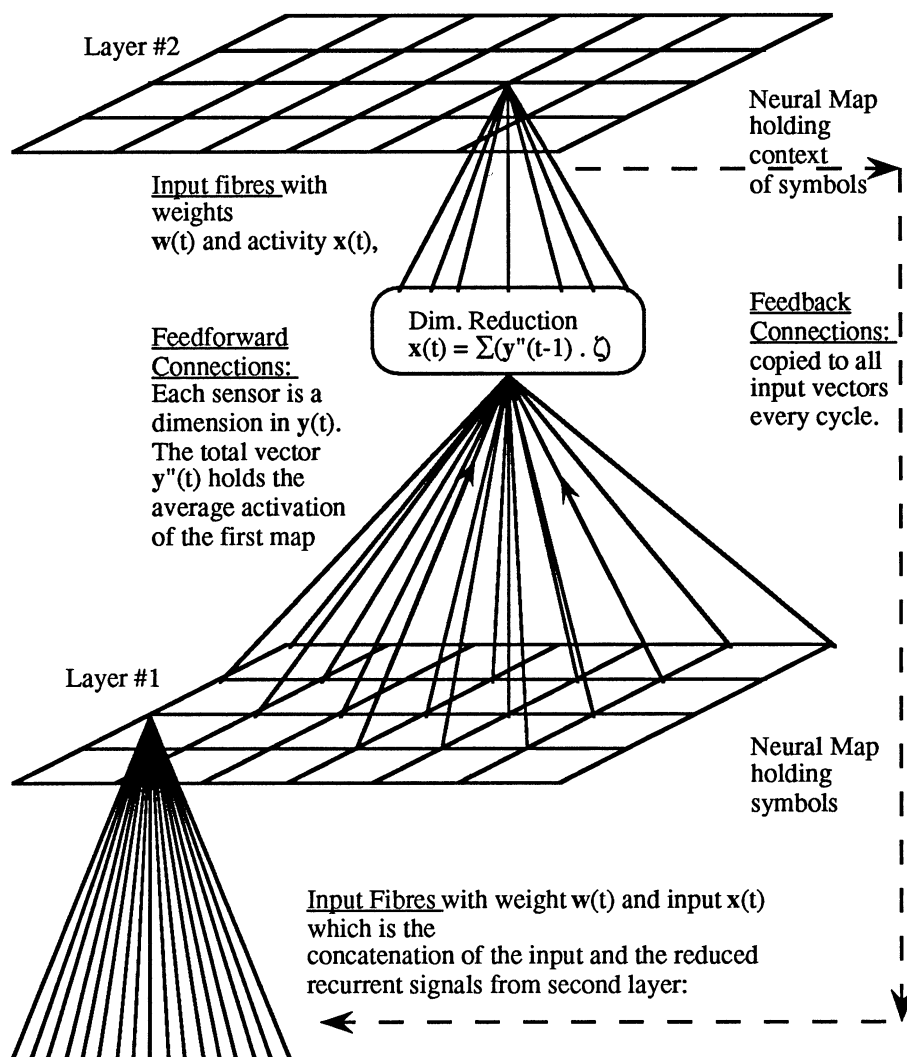 Layer #2
Neural Map
holding
context
of symbols
Input fibres with
weights
w(t) and activity x(t),
Dim. Reduction
x(t) = ∑(y"(t-1) . ζ)
Feedback
Connections:
copied to all
input vectors
every cycle.
Feedforward
Connections:
Each sensor is a
dimension in y(t).
The total vector
y"(t) holds the
average activation
of the first map
Layer #1
Neural Map
holding
symbols
Input Fibres with weight w(t) and input x(t)
which is the
concatenation of the input and the reduced
recurrent signals from second layer: